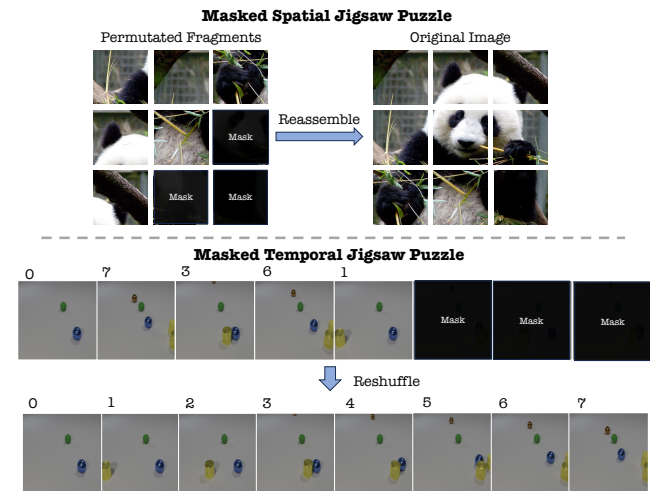 Masked Spatial Jigsaw Puzzle
Permutated Fragments
Original Image
Reassemble
Mask
Mask Mask
Masked Temporal Jigsaw Puzzle
0 7 3 6 1
Mask Mask Mask
Reshuffle
0 1 2 3 4 5 6 7